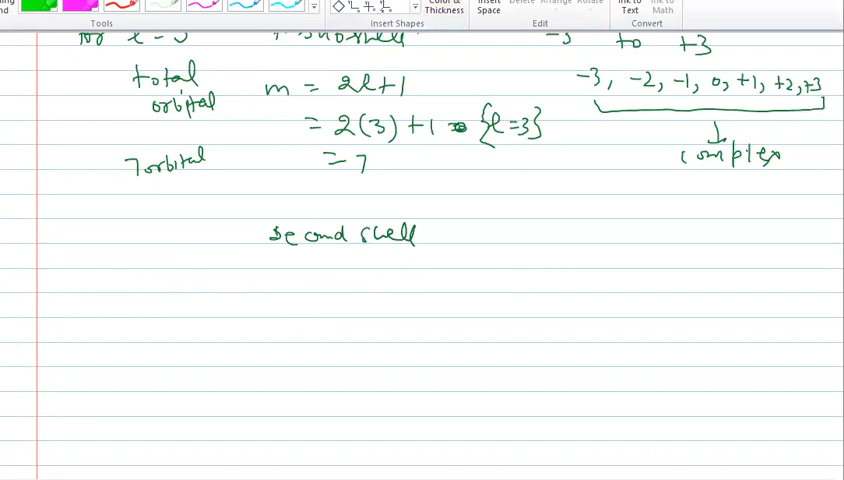 Color & Insert Delete Arrange Rotate Ink to Ink to
Thickness Space Text Math
Tools Insert Shapes Edit Convert
to +3
total m = 2l+1 -3, -2, -1, 0, +1, +2, +3
orbital
= 2(3) + 1 {l=3}
7 orbital = 7 complex
second shell